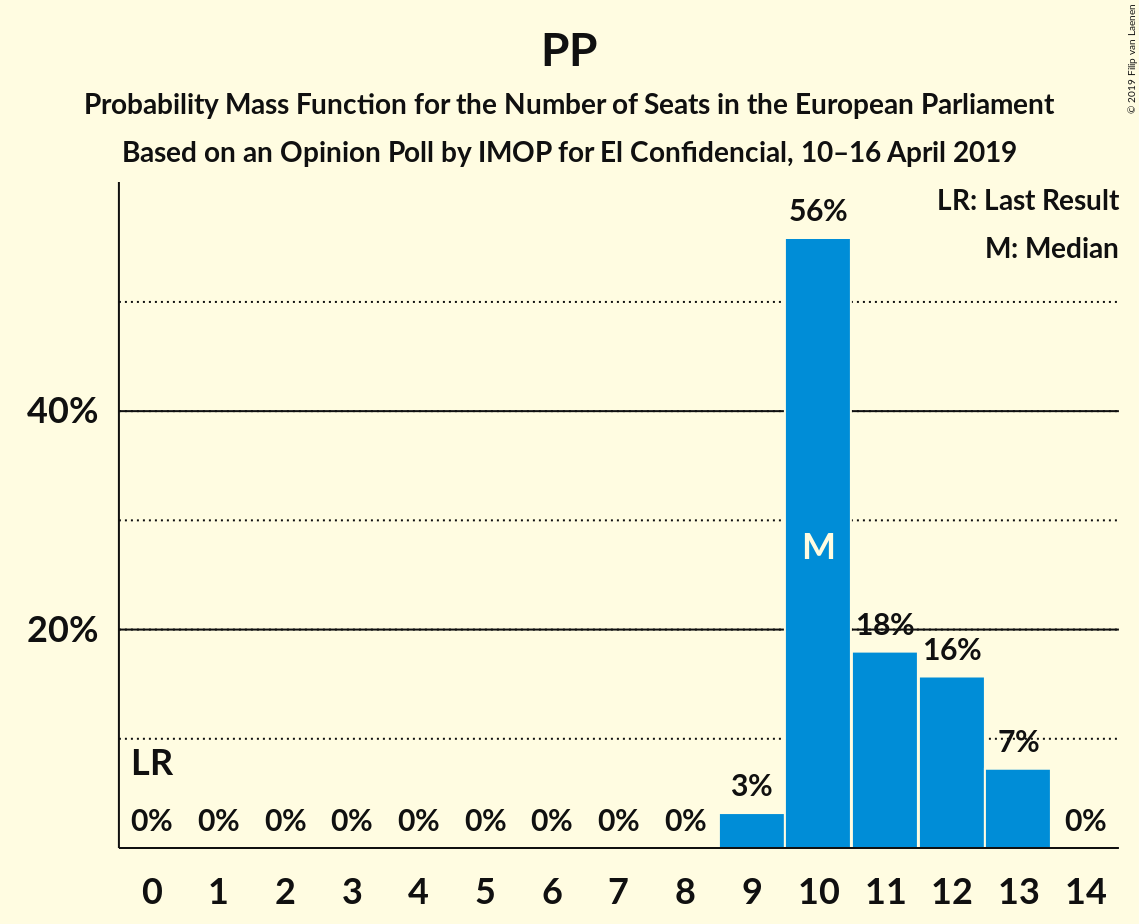 PP
Probability Mass Function for the Number of Seats in the European Parliament
Based on an Opinion Poll by IMOP for El Confidencial, 10–16 April 2019
© 2019 Filip van Laenen
LR: Last Result
M: Median
56%
40%
M
20%
18%
16%
7%
LR
3%
0% 0% 0% 0% 0% 0% 0% 0% 0% 0%
0 1 2 3 4 5 6 7 8 9 10 11 12 13 14